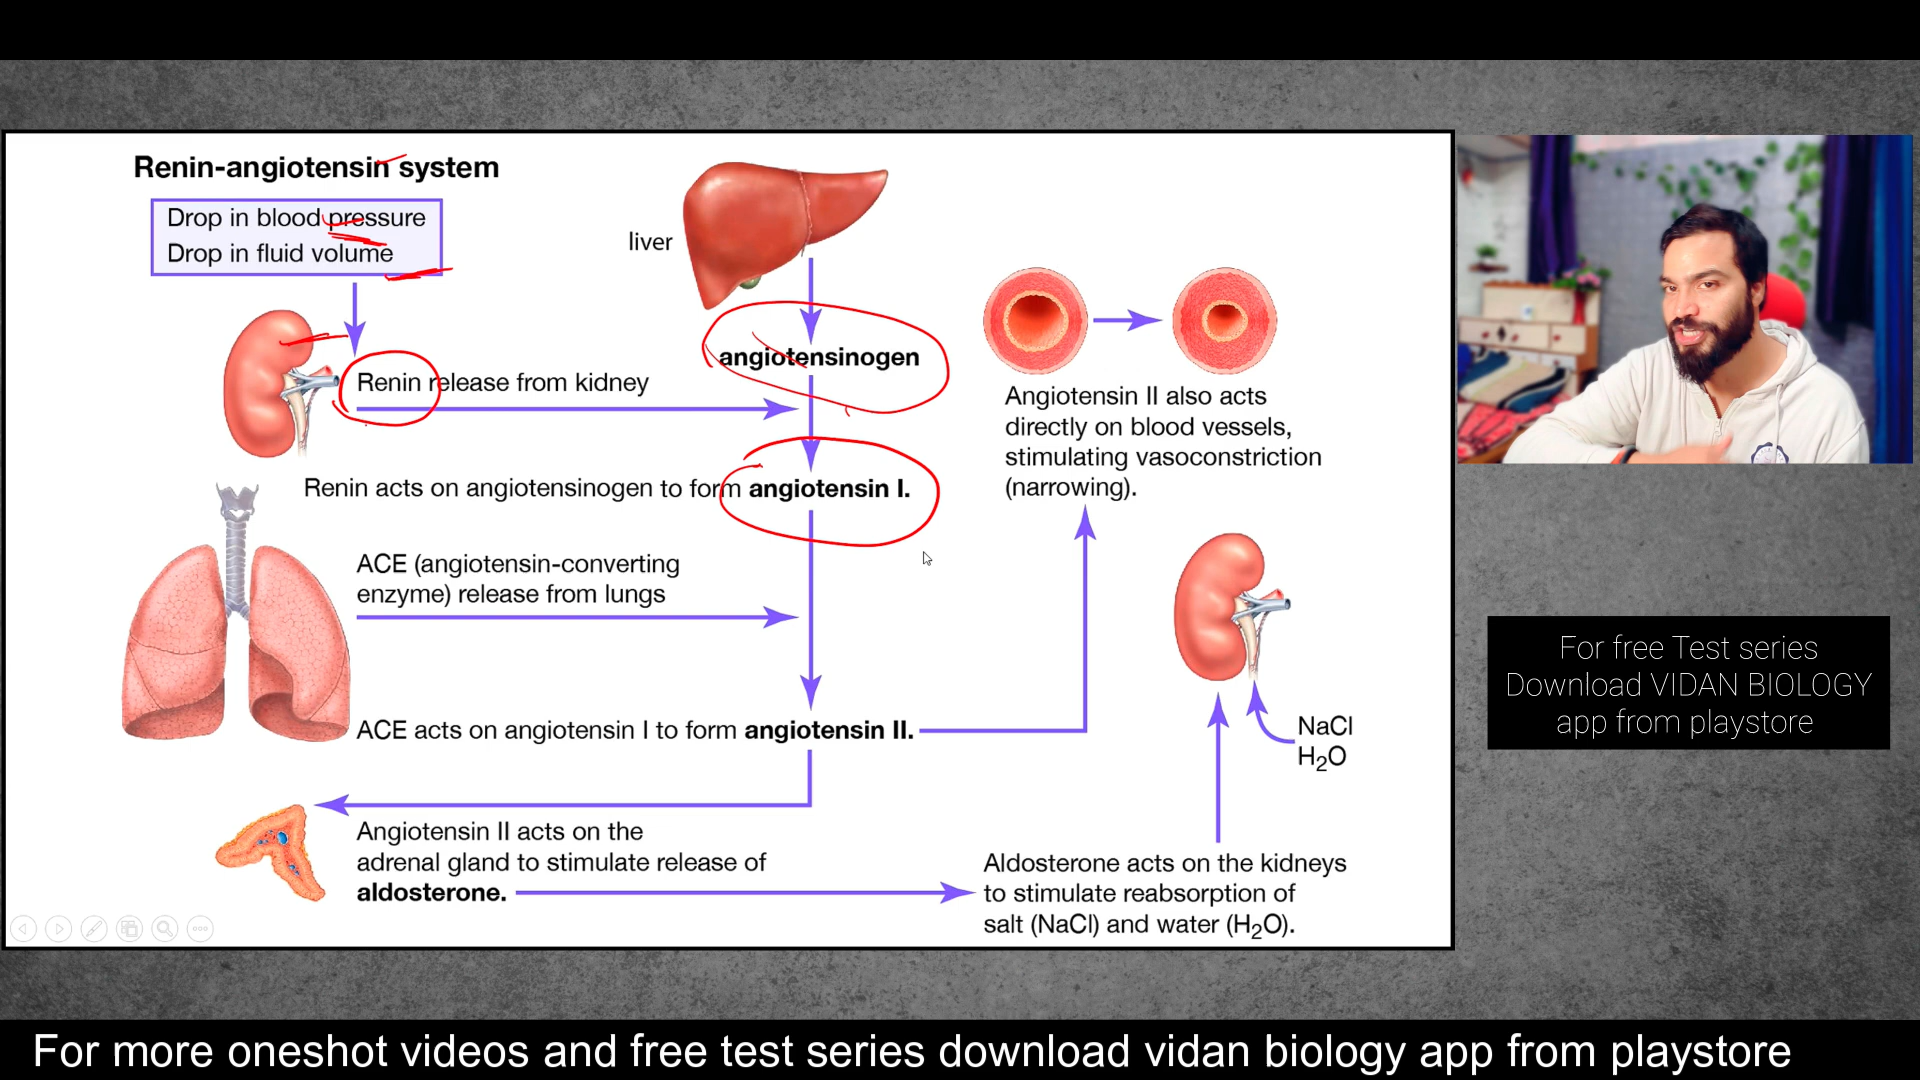 Renin-angiotensin system
Drop in blood pressure
Drop in fluid volume
liver
angiotensinogen
Renin release from kidney
Renin acts on angiotensinogen to form angiotensin I.
ACE (angiotensin-converting
enzyme) release from lungs
ACE acts on angiotensin I to form angiotensin II.
Angiotensin II acts on the
adrenal gland to stimulate release of
aldosterone.
Angiotensin II also acts
directly on blood vessels,
stimulating vasoconstriction
(narrowing).
NaCl
H₂O
Aldosterone acts on the kidneys
to stimulate reabsorption of
salt (NaCl) and water (H₂O).
For free Test series
Download VIDAN BIOLOGY
app from playstore
For more oneshot videos and free test series download vidan biology app from playstore